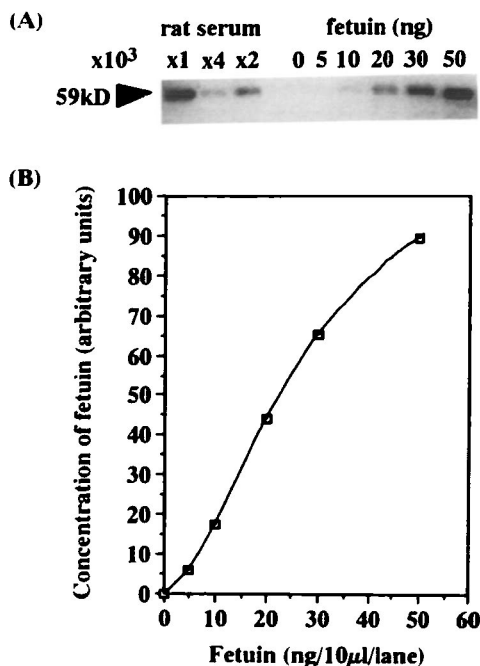 (A)
rat serum fetuin (ng)
x10³ x1 x4 x2 0 5 10 20 30 50
59kD
(B)
Concentration of fetuin (arbitrary units)
100
90
80
70
60
50
40
30
20
10
0
0 10 20 30 40 50 60
Fetuin (ng/10μl/lane)